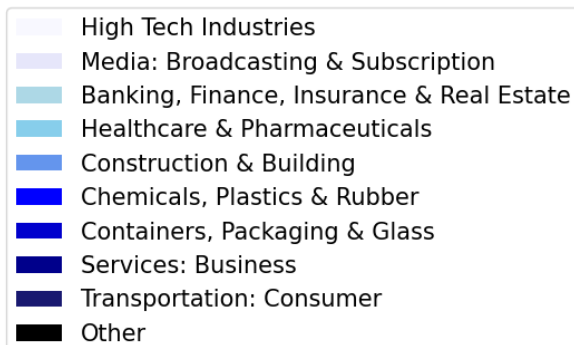 High Tech Industries
Media: Broadcasting & Subscription
Banking, Finance, Insurance & Real Estate
Healthcare & Pharmaceuticals
Construction & Building
Chemicals, Plastics & Rubber
Containers, Packaging & Glass
Services: Business
Transportation: Consumer
Other